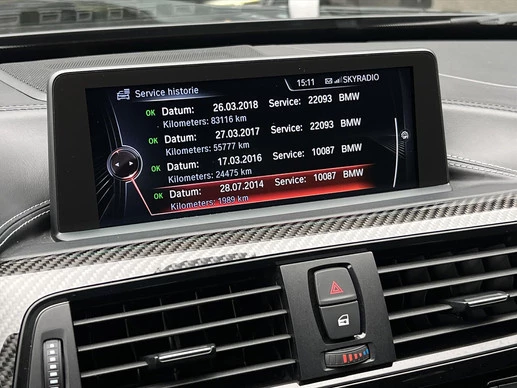 15:11 SKYRADIO
Service historie
OK Datum: 26.03.2018 Service: 22093 BMW
Kilometers: 83116 km
OK Datum: 27.03.2017 Service: 22093 BMW
Kilometers: 55777 km
OK Datum: 17.03.2016 Service: 10087 BMW
Kilometers: 24475 km
OK Datum: 28.07.2014 Service: 10087 BMW
Kilometers: 1989 km